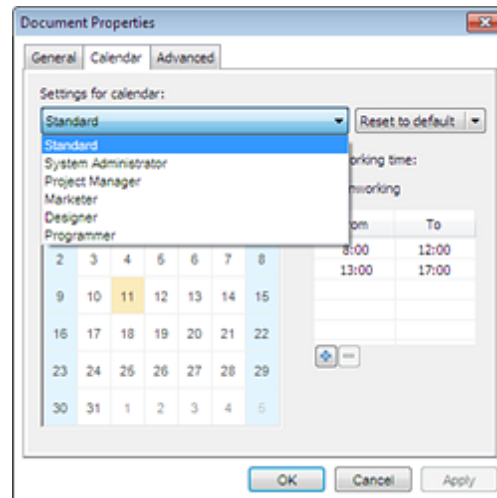 Document Properties
General Calendar Advanced
Settings for calendar:
Standard Reset to default
Standard
System Administrator
Project Manager
Marketer
Designer
Programmer
orking time:
nworking
om To
8:00 12:00
13:00 17:00
2 3 4 5 6 7 8
9 10 11 12 13 14 15
16 17 18 19 20 21 22
23 24 25 26 27 28 29
30 31 1 2 3 4 5
OK Cancel Apply